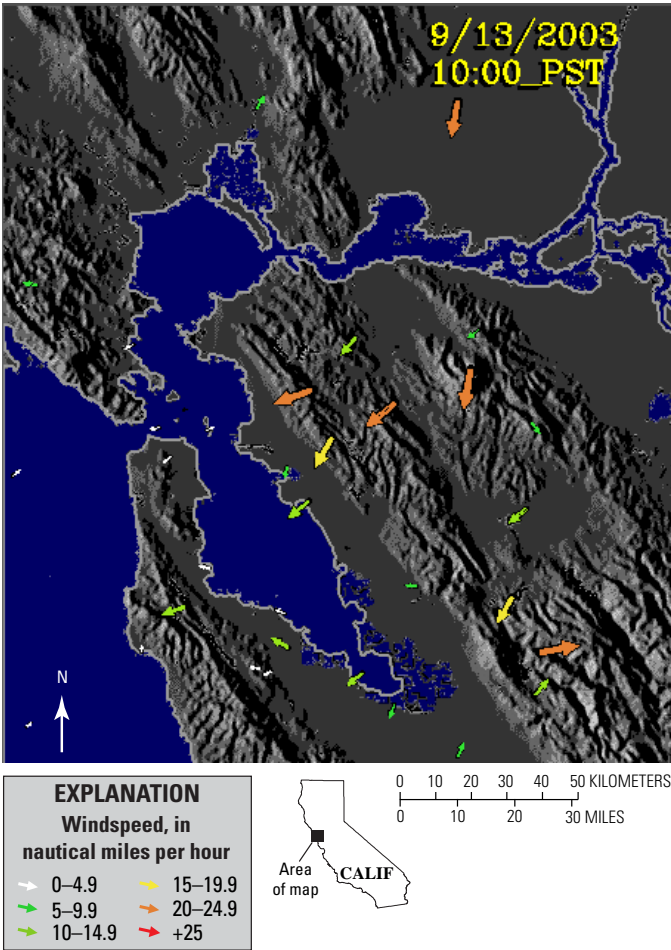 9/13/2003
10:00_PST
N
EXPLANATION
Windspeed, in
nautical miles per hour
0–4.9
5–9.9
10–14.9
15–19.9
20–24.9
+25
Area
of map
CALIF
0 10 20 30 40 50 KILOMETERS
0 10 20 30 MILES